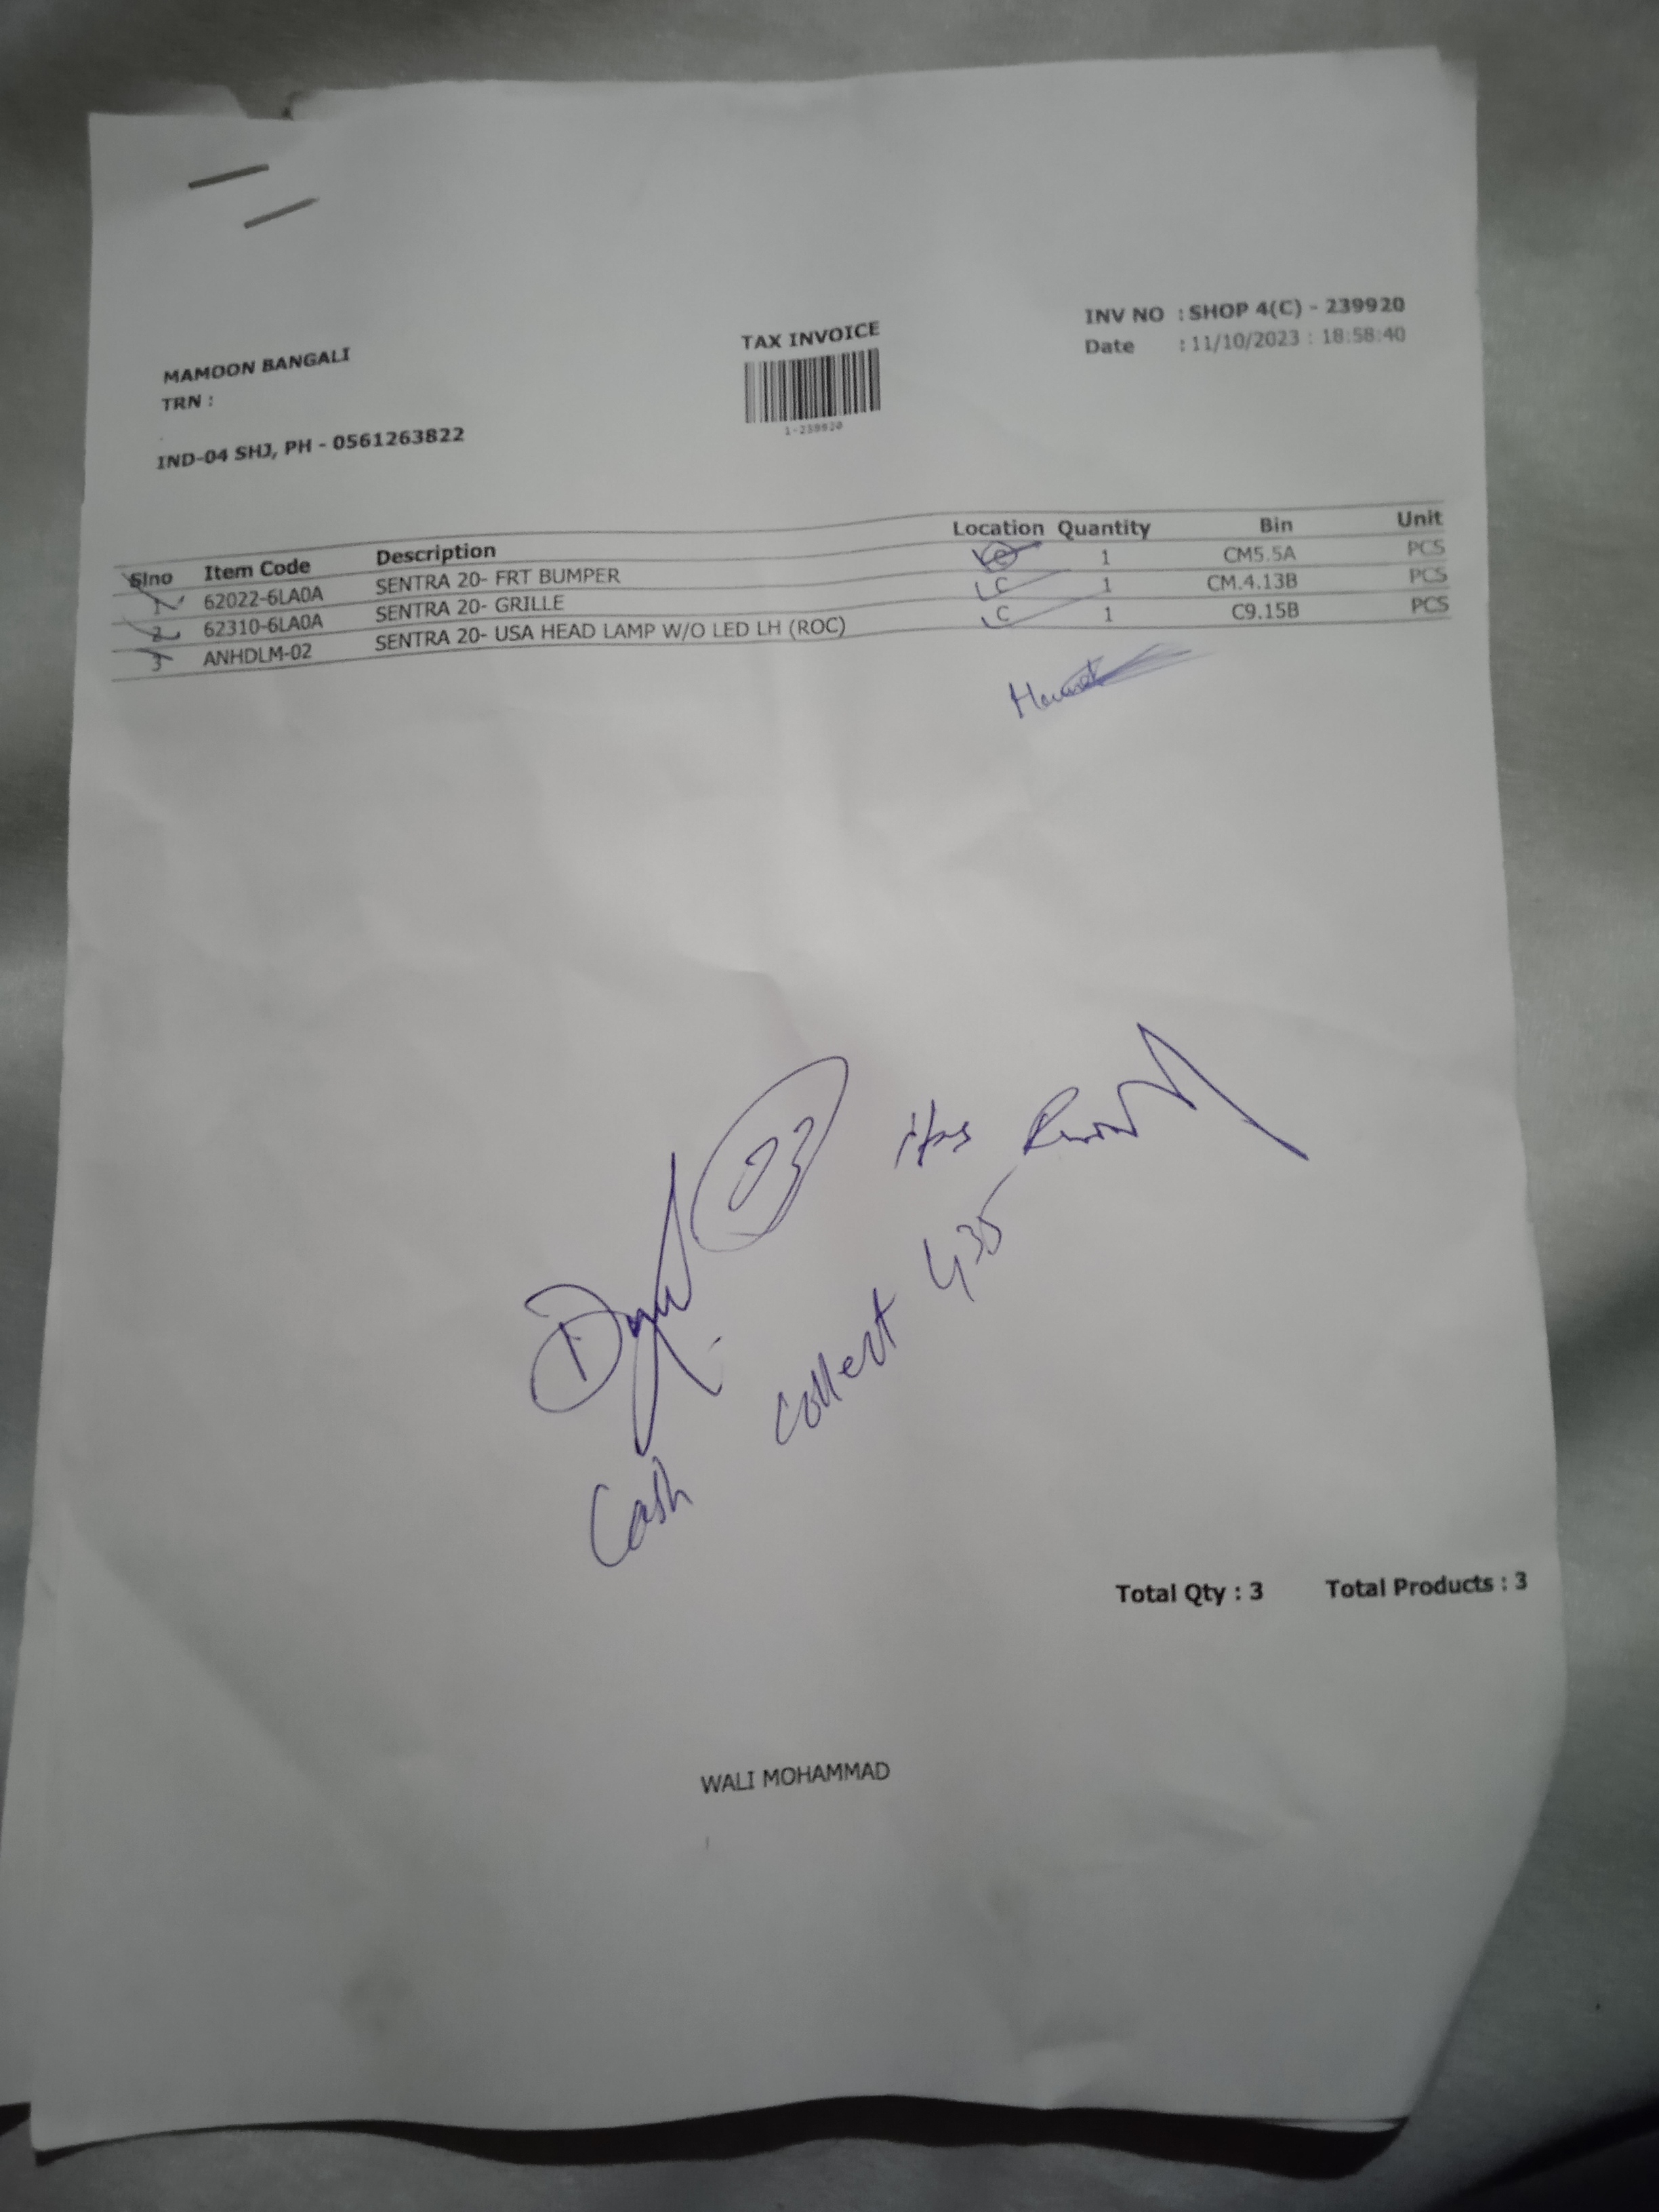 TAX INVOICE
INV NO : SHOP 4(C) - 239920
Date : 11/10/2023 : 18:58:40
MAMOON BANGALI
TRN :
IND-04 SHJ, PH - 0561263822
1-239920
Slno Item Code Description Location Quantity Bin Unit
1 62022-6LA0A SENTRA 20- FRT BUMPER C 1 CM5.5A PCS
2 62310-6LA0A SENTRA 20- GRILLE C 1 CM.4.13B PCS
3 ANHDLM-02 SENTRA 20- USA HEAD LAMP W/O LED LH (ROC) C 1 C9.15B PCS
03
Cash collect 435
Total Qty : 3 Total Products : 3
WALI MOHAMMAD